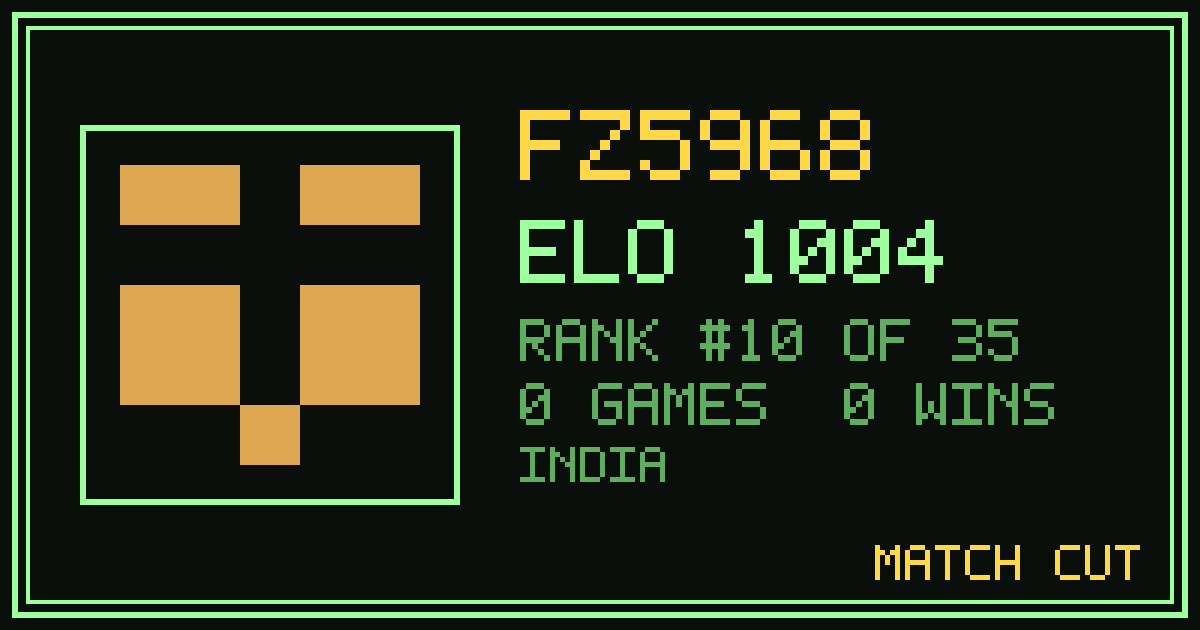 FZ5968
ELO 1004
RANK #10 OF 35
0 GAMES 0 WINS
INDIA
MATCH CUT